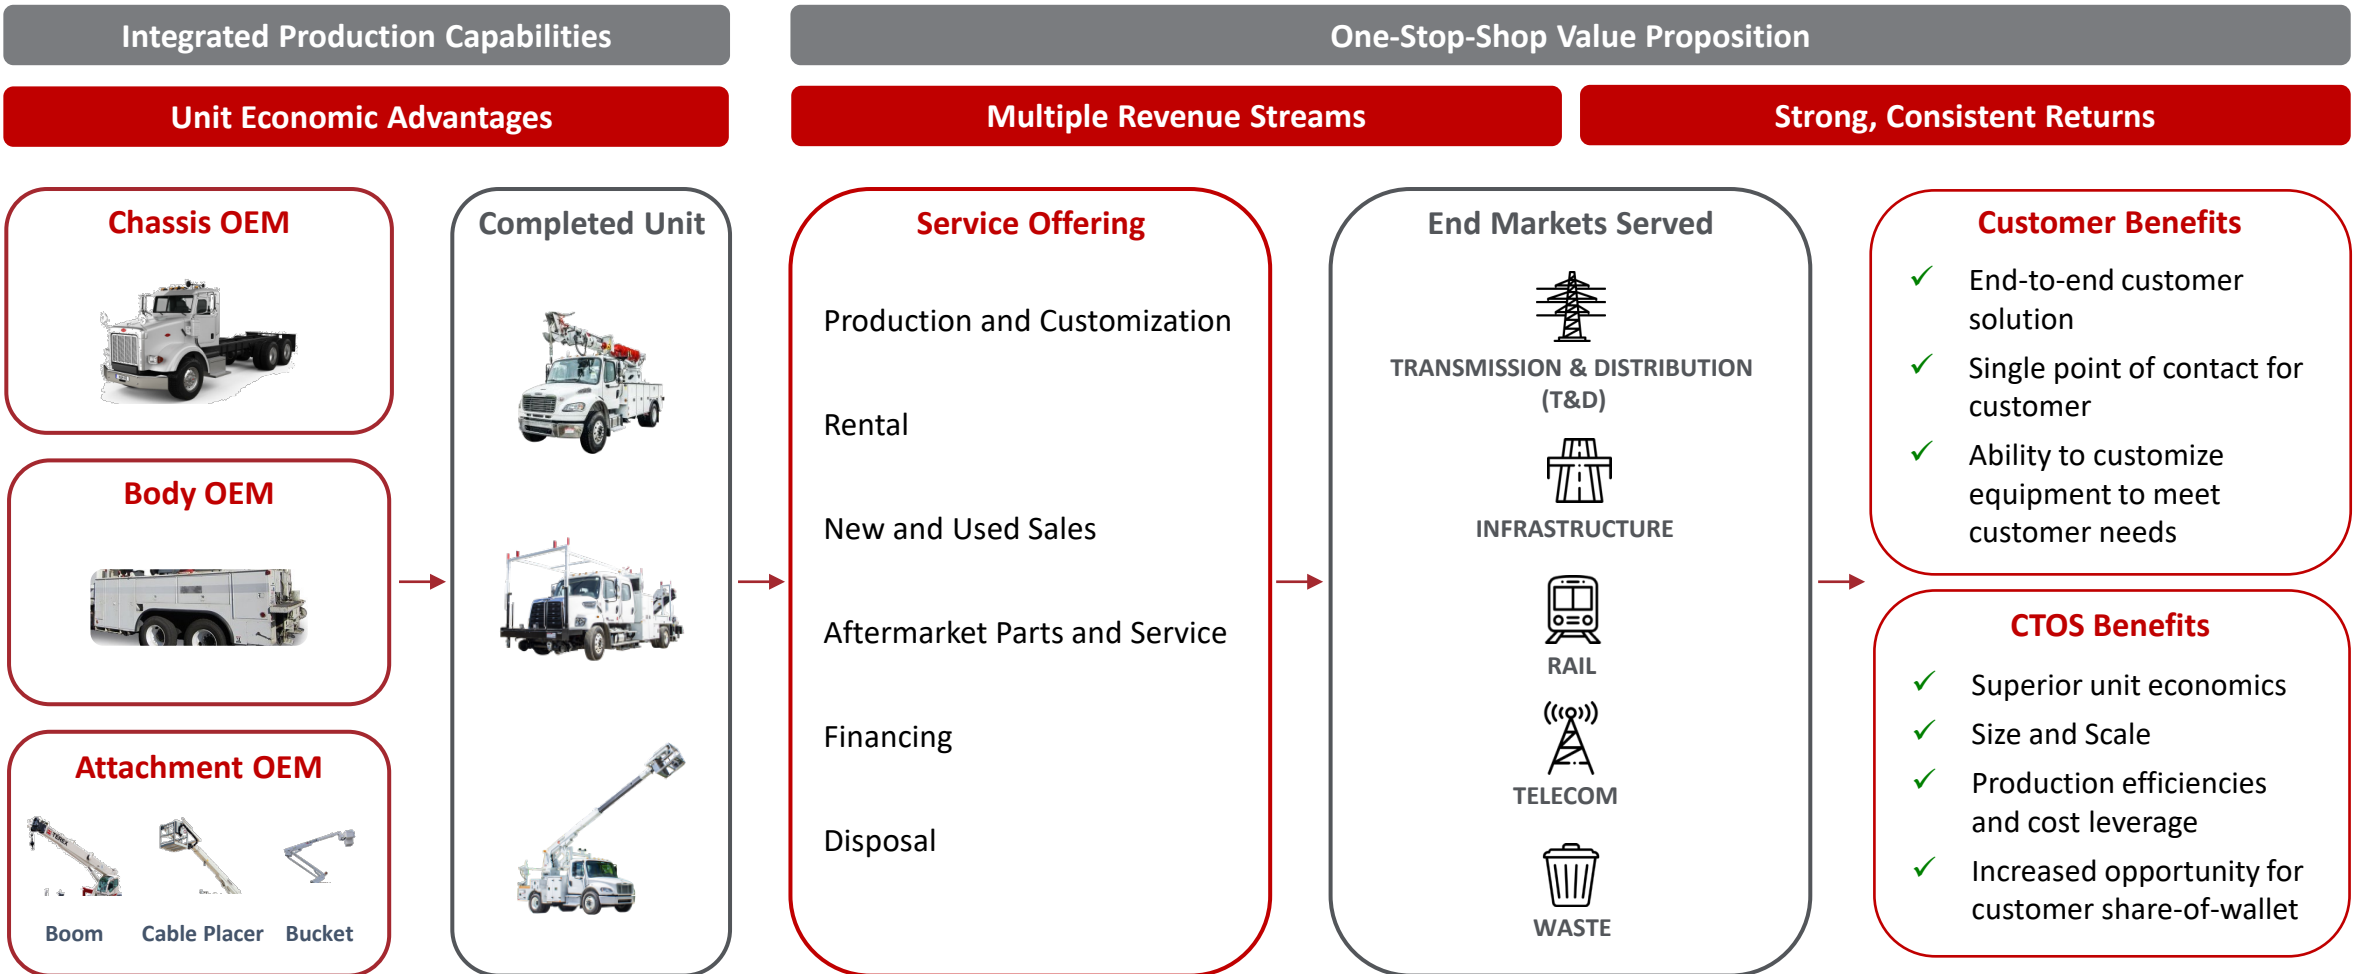 Integrated Production Capabilities
One-Stop-Shop Value Proposition
Unit Economic Advantages
Multiple Revenue Streams
Strong, Consistent Returns
Chassis OEM
Body OEM
Attachment OEM
TEREX
Boom
Cable Placer
Bucket
Completed Unit
Service Offering
Production and Customization
Rental
New and Used Sales
Aftermarket Parts and Service
Financing
Disposal
End Markets Served
TRANSMISSION & DISTRIBUTION
(T&D)
INFRASTRUCTURE
RAIL
TELECOM
WASTE
Customer Benefits
✓ End-to-end customer
solution
✓ Single point of contact for
customer
✓ Ability to customize
equipment to meet
customer needs
CTOS Benefits
✓ Superior unit economics
✓ Size and Scale
✓ Production efficiencies
and cost leverage
✓ Increased opportunity for
customer share-of-wallet